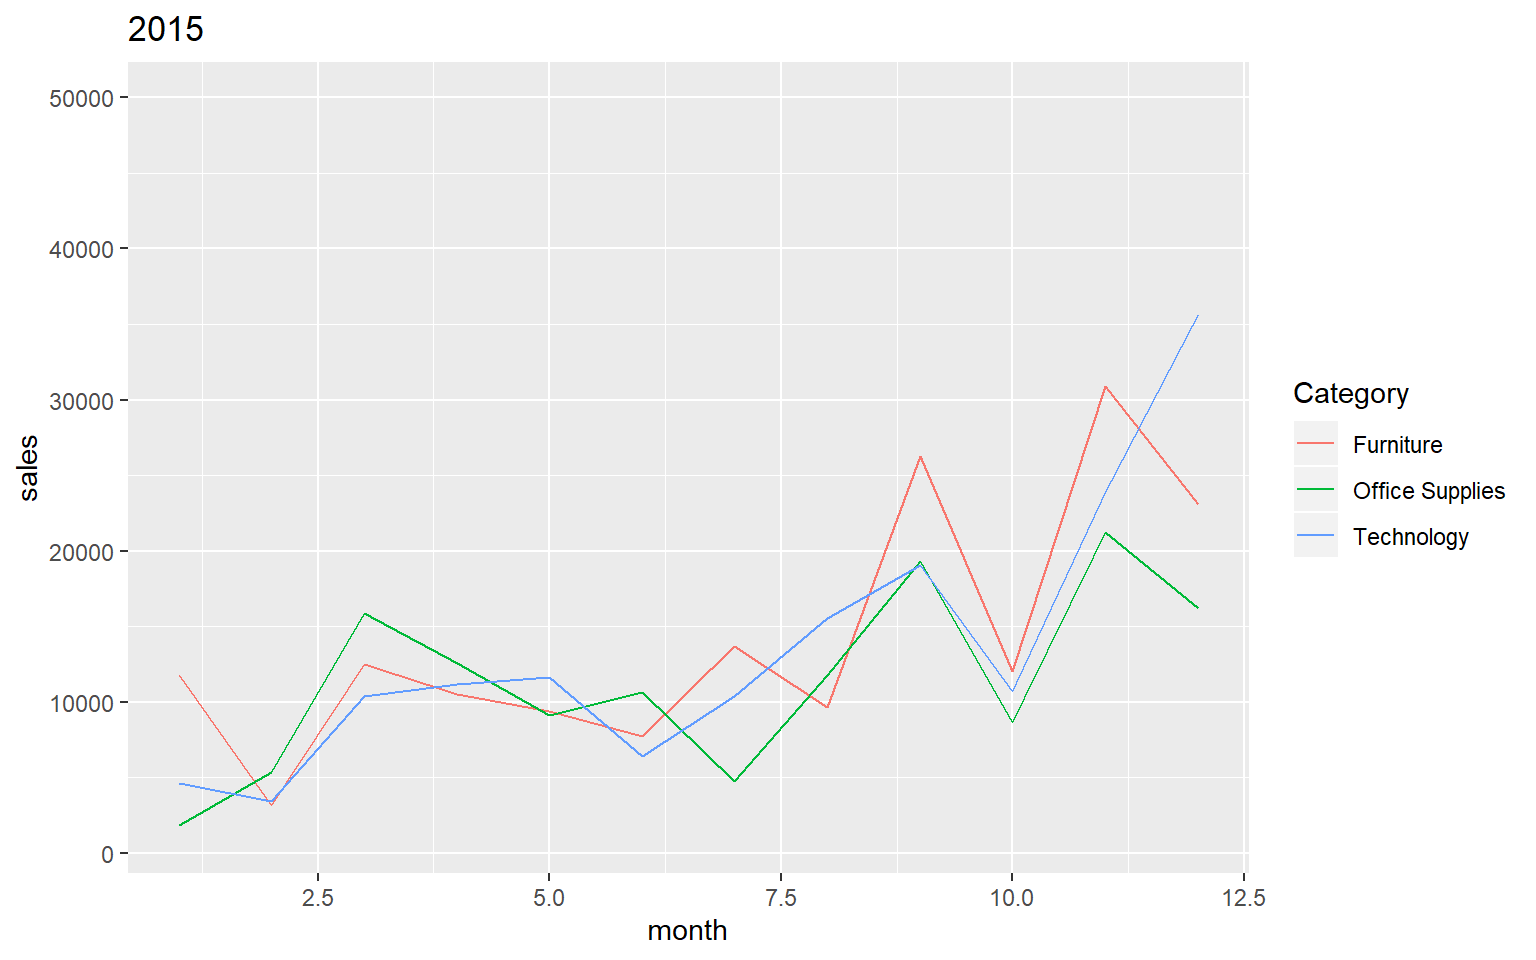 2015
50000
40000
30000
20000
10000
0
sales
2.5 5.0 7.5 10.0 12.5
month
Category
Furniture
Office Supplies
Technology